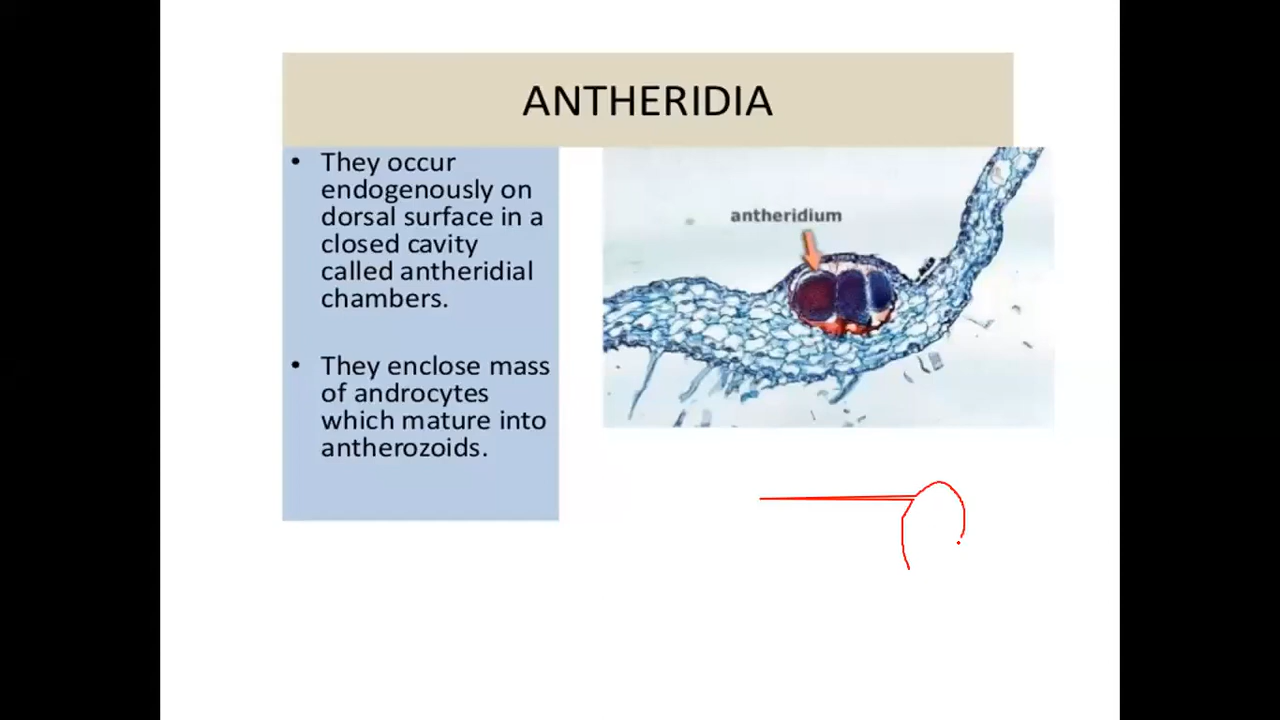 ANTHERIDIA
• They occur
endogenously on
dorsal surface in a
closed cavity
called antheridial
chambers.
• They enclose mass
of androcytes
which mature into
antherozoids.
antheridium